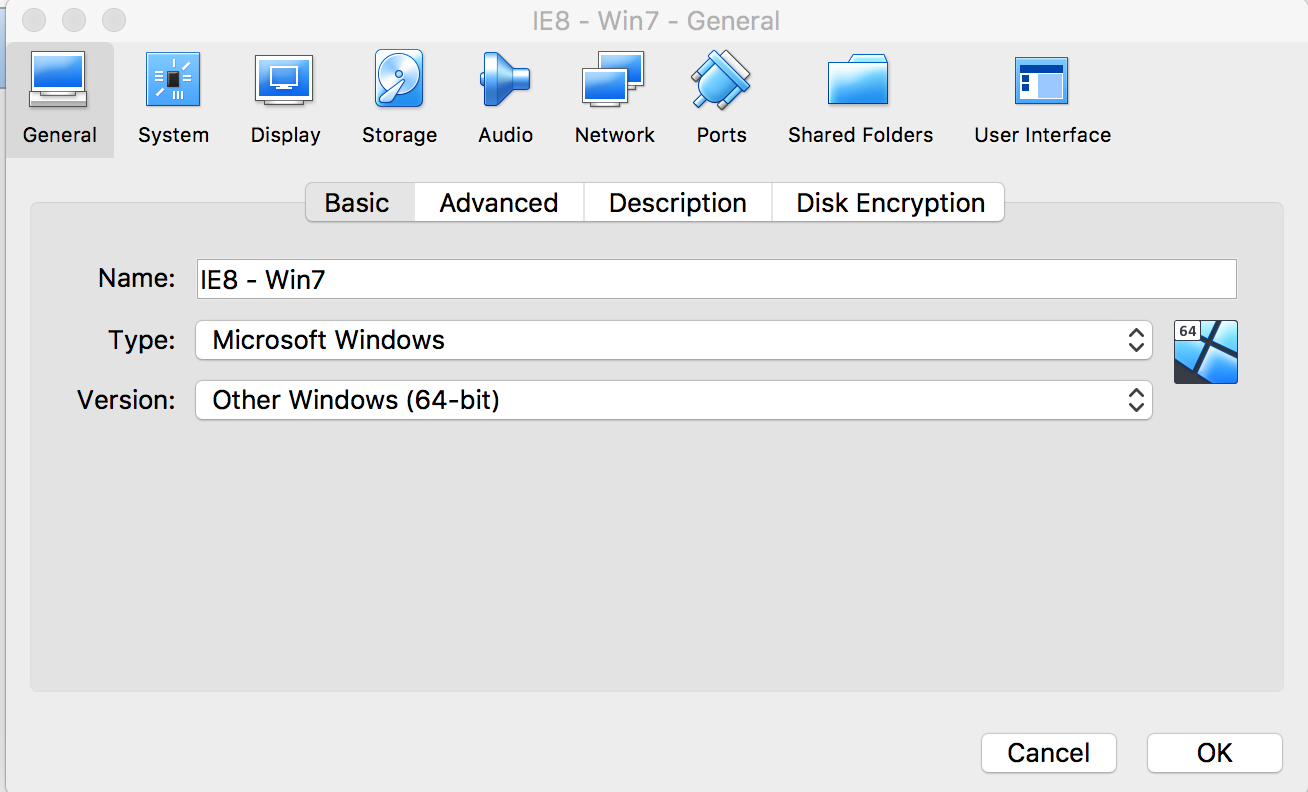 IE8 - Win7 - General
General System Display Storage Audio Network Ports Shared Folders User Interface
Basic Advanced Description Disk Encryption
Name: IE8 - Win7
Type: Microsoft Windows
64
Version: Other Windows (64-bit)
Cancel OK